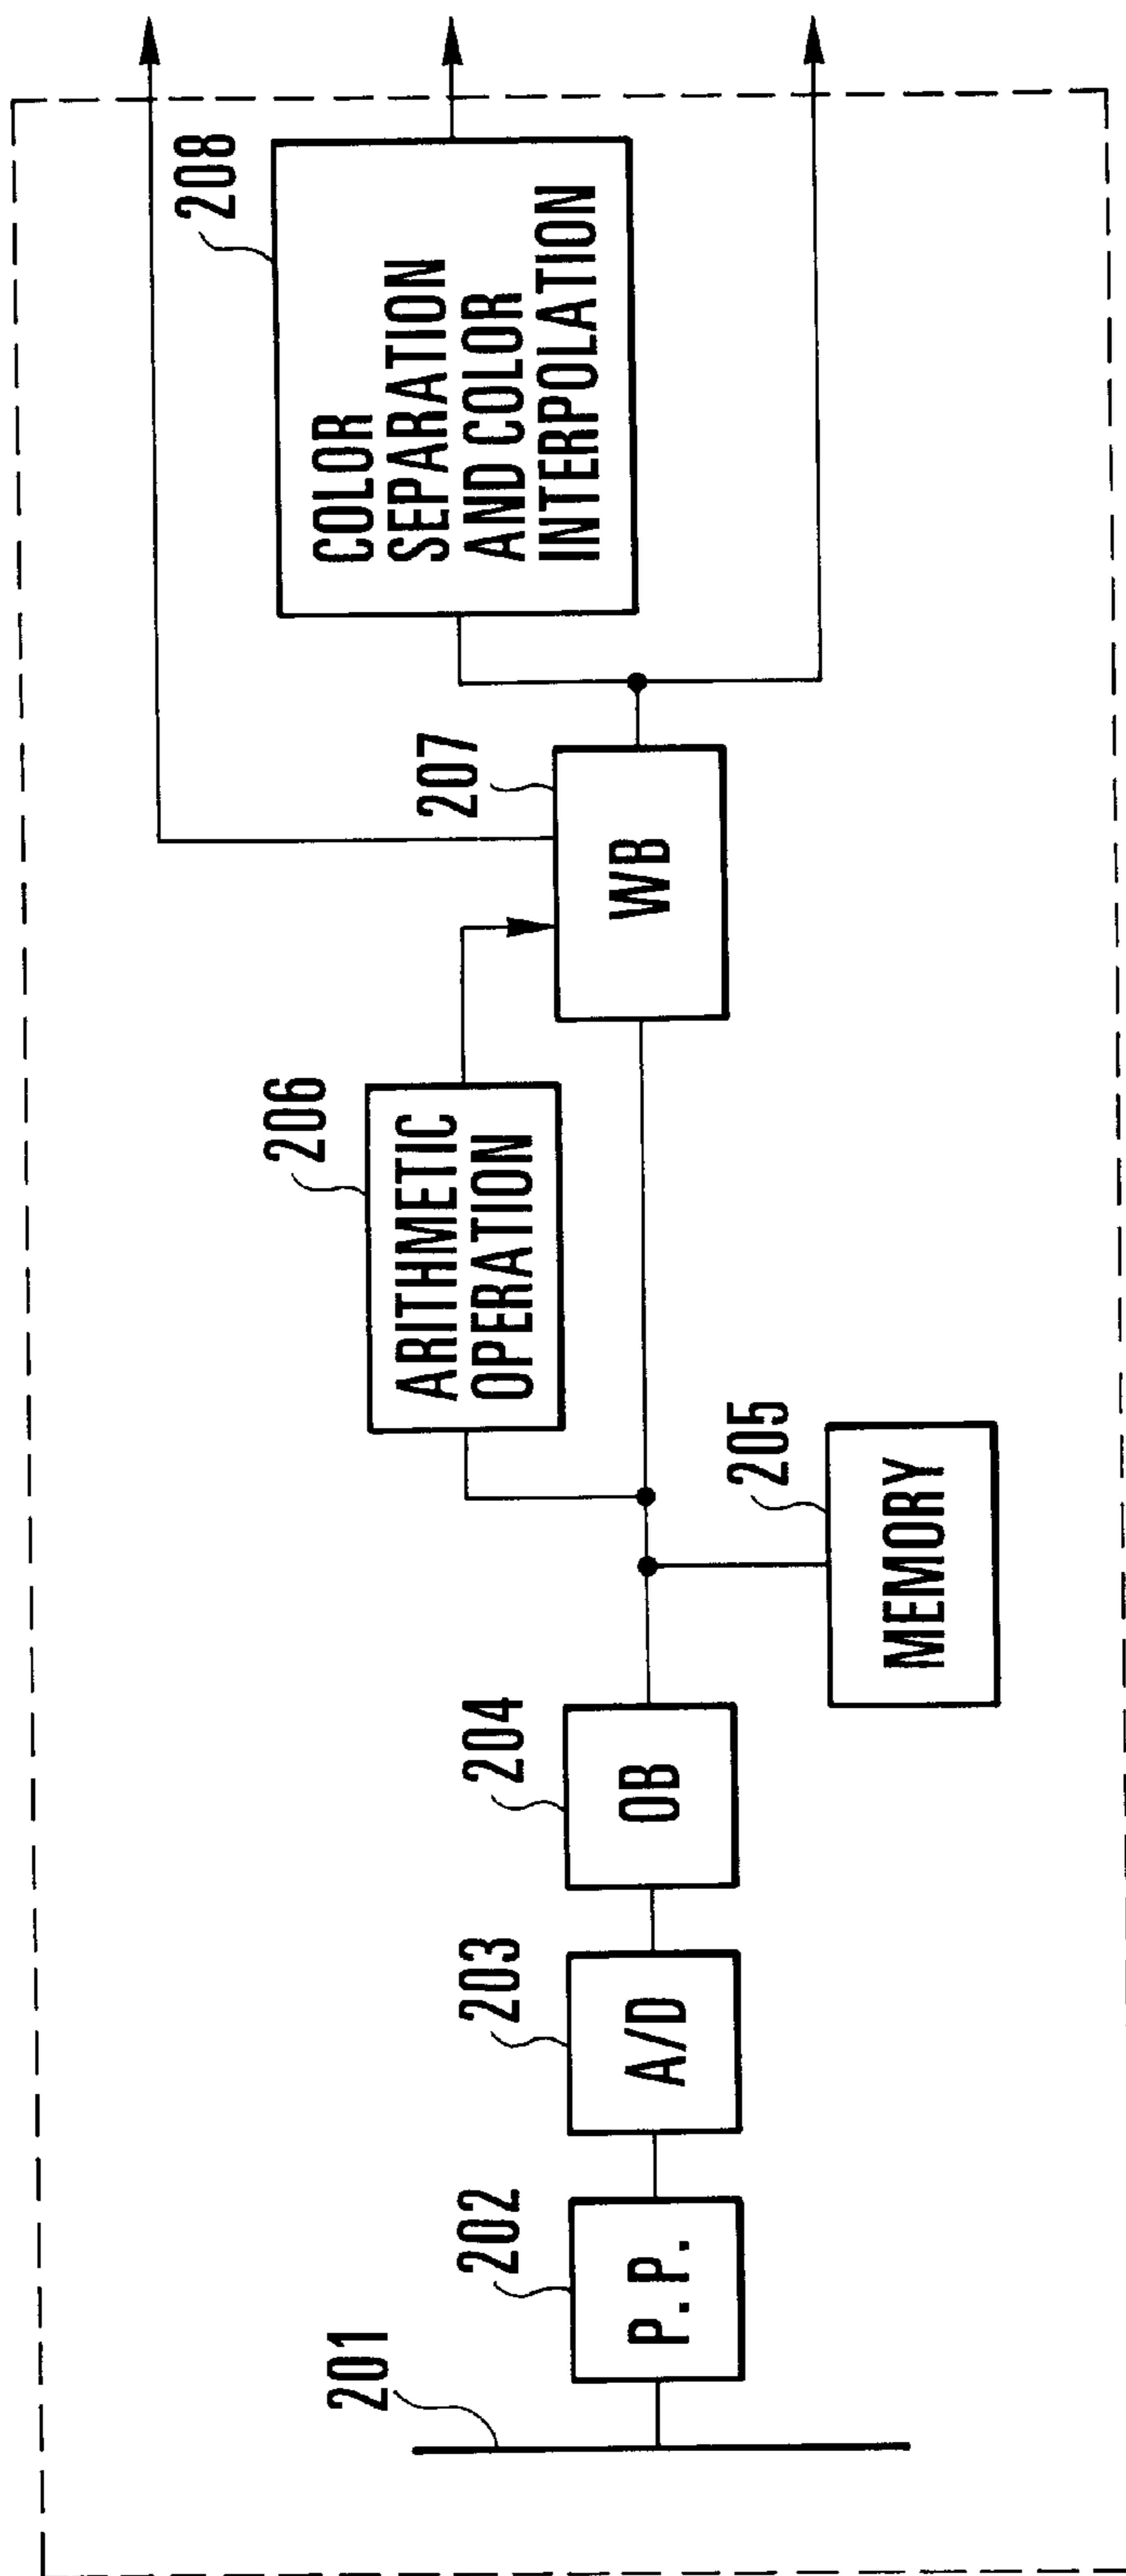 201
202
P.P.
203
A/D
204
OB
205
MEMORY
206
ARITHMETIC
OPERATION
207
WB
208
COLOR
SEPARATION
AND COLOR
INTERPOLATION